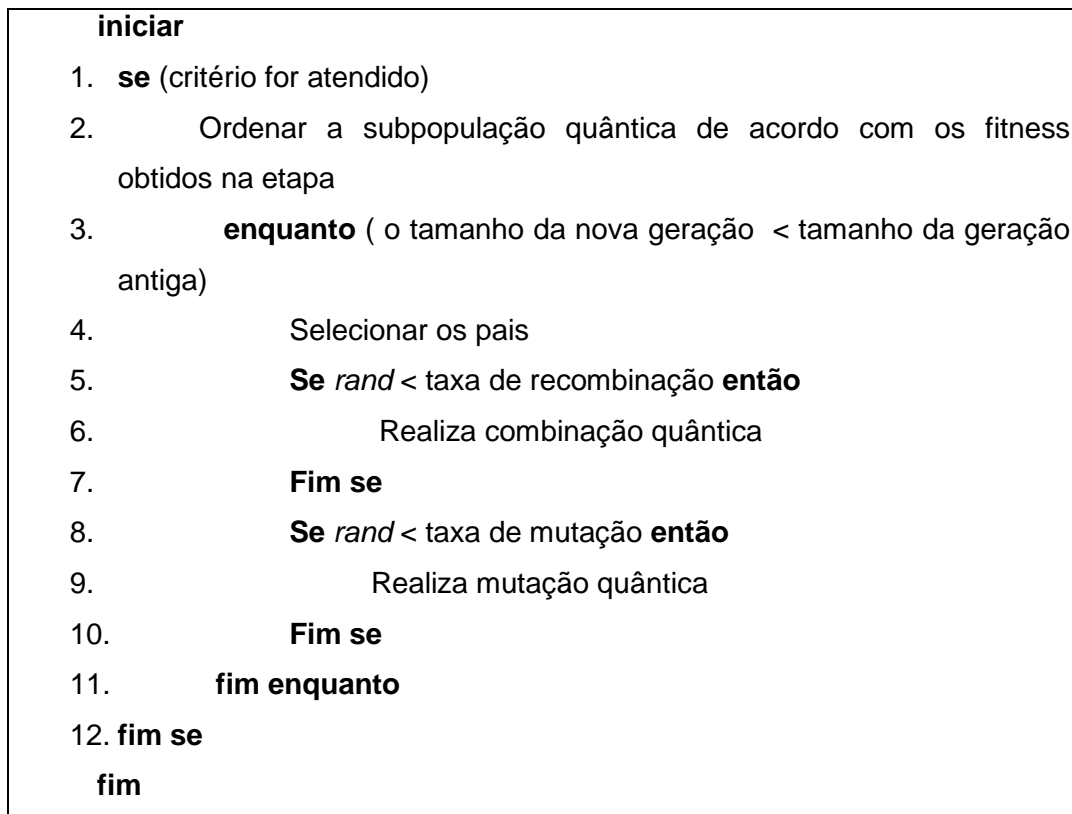 iniciar
1. se (critério for atendido)
2. Ordenar a subpopulação quântica de acordo com os fitness
obtidos na etapa
3. enquanto ( o tamanho da nova geração < tamanho da geração
antiga)
4. Selecionar os pais
5. Se rand < taxa de recombinação então
6. Realiza combinação quântica
7. Fim se
8. Se rand < taxa de mutação então
9. Realiza mutação quântica
10. Fim se
11. fim enquanto
12. fim se
fim